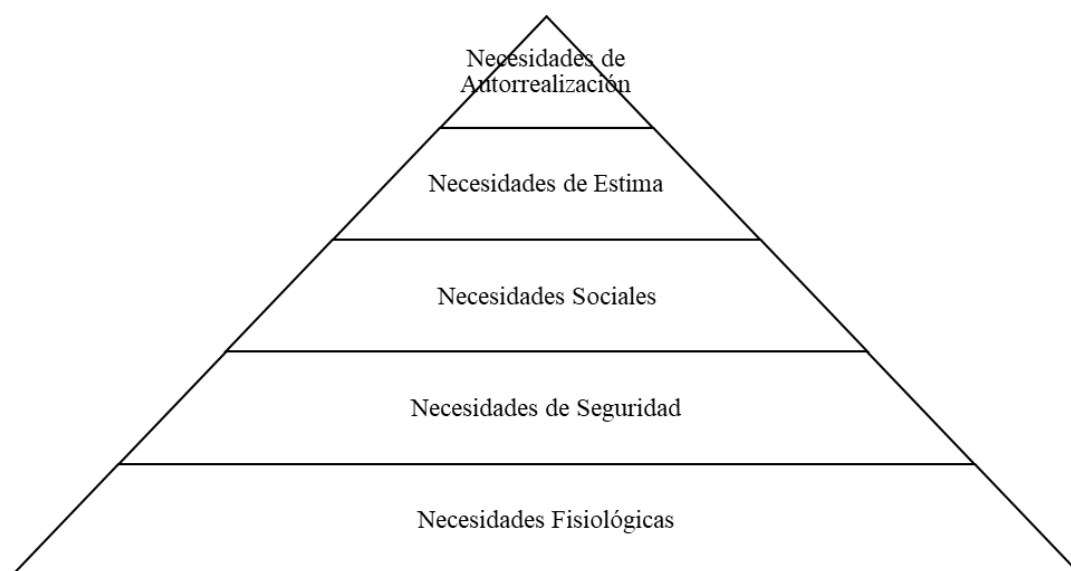 Necesidades de
Autorrealización
Necesidades de Estima
Necesidades Sociales
Necesidades de Seguridad
Necesidades Fisiológicas